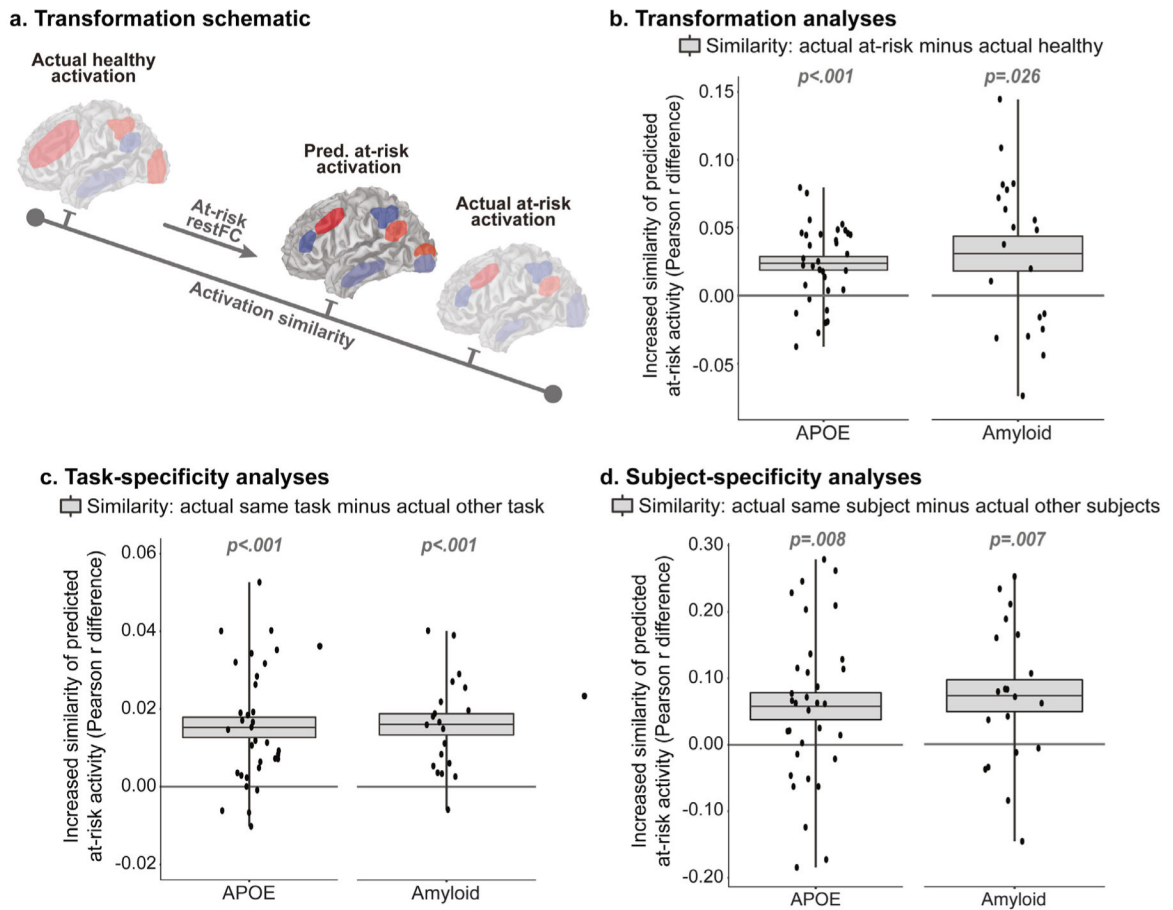 a. Transformation schematic
Actual healthy
activation
Pred. at-risk
activation
Actual at-risk
activation
At-risk
restFC
Activation similarity
b. Transformation analyses
Similarity: actual at-risk minus actual healthy
p<.001
p=.026
Increased similarity of predicted
at-risk activity (Pearson r difference)
0.15
0.10
0.05
0.00
-0.05
APOE
Amyloid
c. Task-specificity analyses
Similarity: actual same task minus actual other task
p<.001
p<.001
Increased similarity of predicted
at-risk activity (Pearson r difference)
0.06
0.04
0.02
0.00
-0.02
APOE
Amyloid
d. Subject-specificity analyses
Similarity: actual same subject minus actual other subjects
p=.008
p=.007
Increased similarity of predicted
at-risk activity (Pearson r difference)
0.30
0.20
0.10
0.00
-0.10
-0.20
APOE
Amyloid